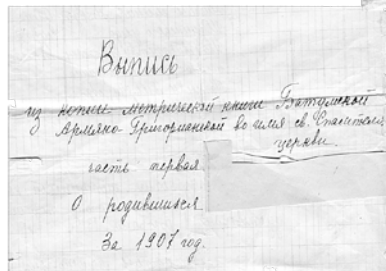 Выпись
из копии метрической книги Батумской
Армяно-Григорианской во имя св. Спасителя
церкви.
часть первая
О родившихся
За 1907 год.